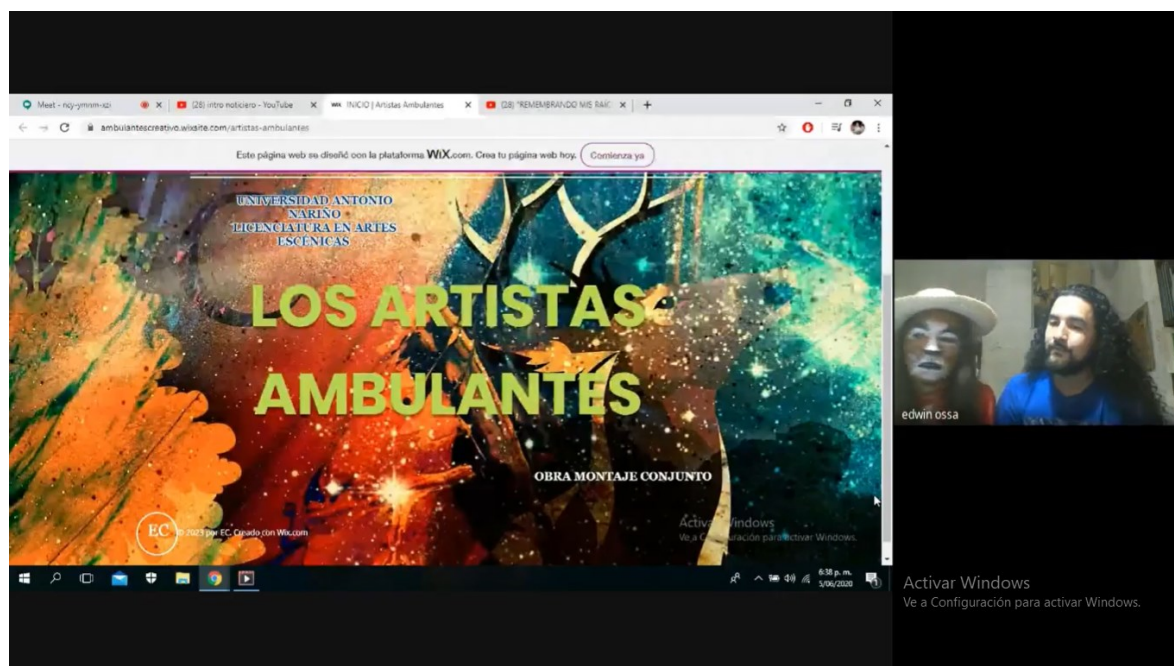 Meet - ncy-ymnm-xzi
(28) intro noticiero - YouTube
INICIO | Artistas Ambulantes
(28) "REMEMBRANDO MIS RAIC
ambulantescreativo.wixsite.com/artistas-ambulantes
Este página web se diseñó con la plataforma WiX.com. Crea tu página web hoy. Comienza ya
UNIVERSIDAD ANTONIO
NARIÑO
LICENCIATURA EN ARTES
ESCÉNICAS
LOS ARTISTAS
AMBULANTES
OBRA MONTAJE CONJUNTO
EC
© 2023 por EC. Creado con Wix.com
Activar Windows
Ve a Configuración para activar Windows.
6:38 p. m.
5/06/2020
edwin ossa
Activar Windows
Ve a Configuración para activar Windows.